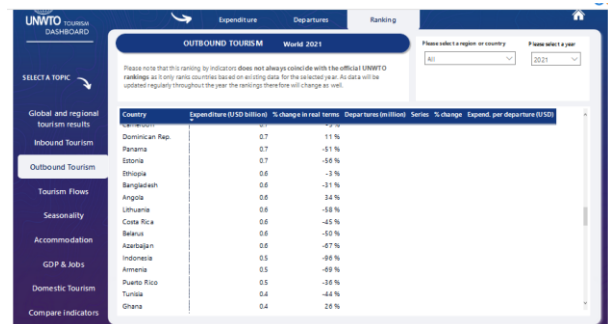 UNWTO TOURISM
DASHBOARD
Expenditure Departures Ranking
OUTBOUND TOURISM World 2021
Please note that this ranking by indicators does not always coincide with the official UNWTO
rankings as it only ranks countries based on existing data for the selected year. As data will be
updated regularly throughout the year the rankings therefore will change as well.
Please select a region or country
All
Please select a year
2021
SELECT A TOPIC
Global and regional
tourism results
Inbound Tourism
Outbound Tourism
Tourism Flows
Seasonality
Accommodation
GDP & Jobs
Domestic Tourism
Compare indicators
Country Expenditure (USD billion) % change in real terms Departures (million) Series % change Expend. per departure (USD)
Dominican Rep. 0.7 11 %
Panama 0.7 -51 %
Estonia 0.7 -56 %
Ethiopia 0.6 -3 %
Bangladesh 0.6 -31 %
Angola 0.6 34 %
Lithuania 0.6 -58 %
Costa Rica 0.6 -45 %
Belarus 0.6 -50 %
Azerbaijan 0.6 -67 %
Indonesia 0.5 -96 %
Armenia 0.5 -69 %
Puerto Rico 0.5 -36 %
Tunisia 0.4 -44 %
Ghana 0.4 26 %